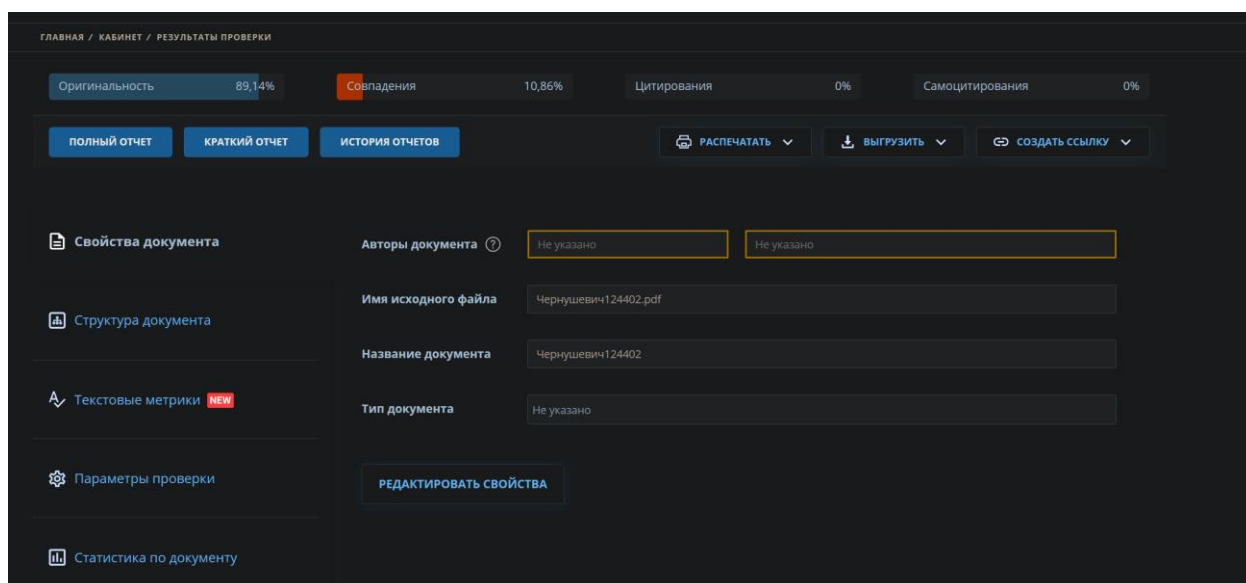 ГЛАВНАЯ / КАБИНЕТ / РЕЗУЛЬТАТЫ ПРОВЕРКИ
Оригинальность 89,14% Совпадения 10,86% Цитирования 0% Самоцитирования 0%
ПОЛНЫЙ ОТЧЕТ КРАТКИЙ ОТЧЕТ ИСТОРИЯ ОТЧЕТОВ РАСПЕЧАТАТЬ ВЫГРУЗИТЬ СОЗДАТЬ ССЫЛКУ
Свойства документа
Структура документа
Текстовые метрики NEW
Параметры проверки
Статистика по документу
Авторы документа ? Не указано Не указано
Имя исходного файла Чернушевич124402.pdf
Название документа Чернушевич124402
Тип документа Не указано
РЕДАКТИРОВАТЬ СВОЙСТВА